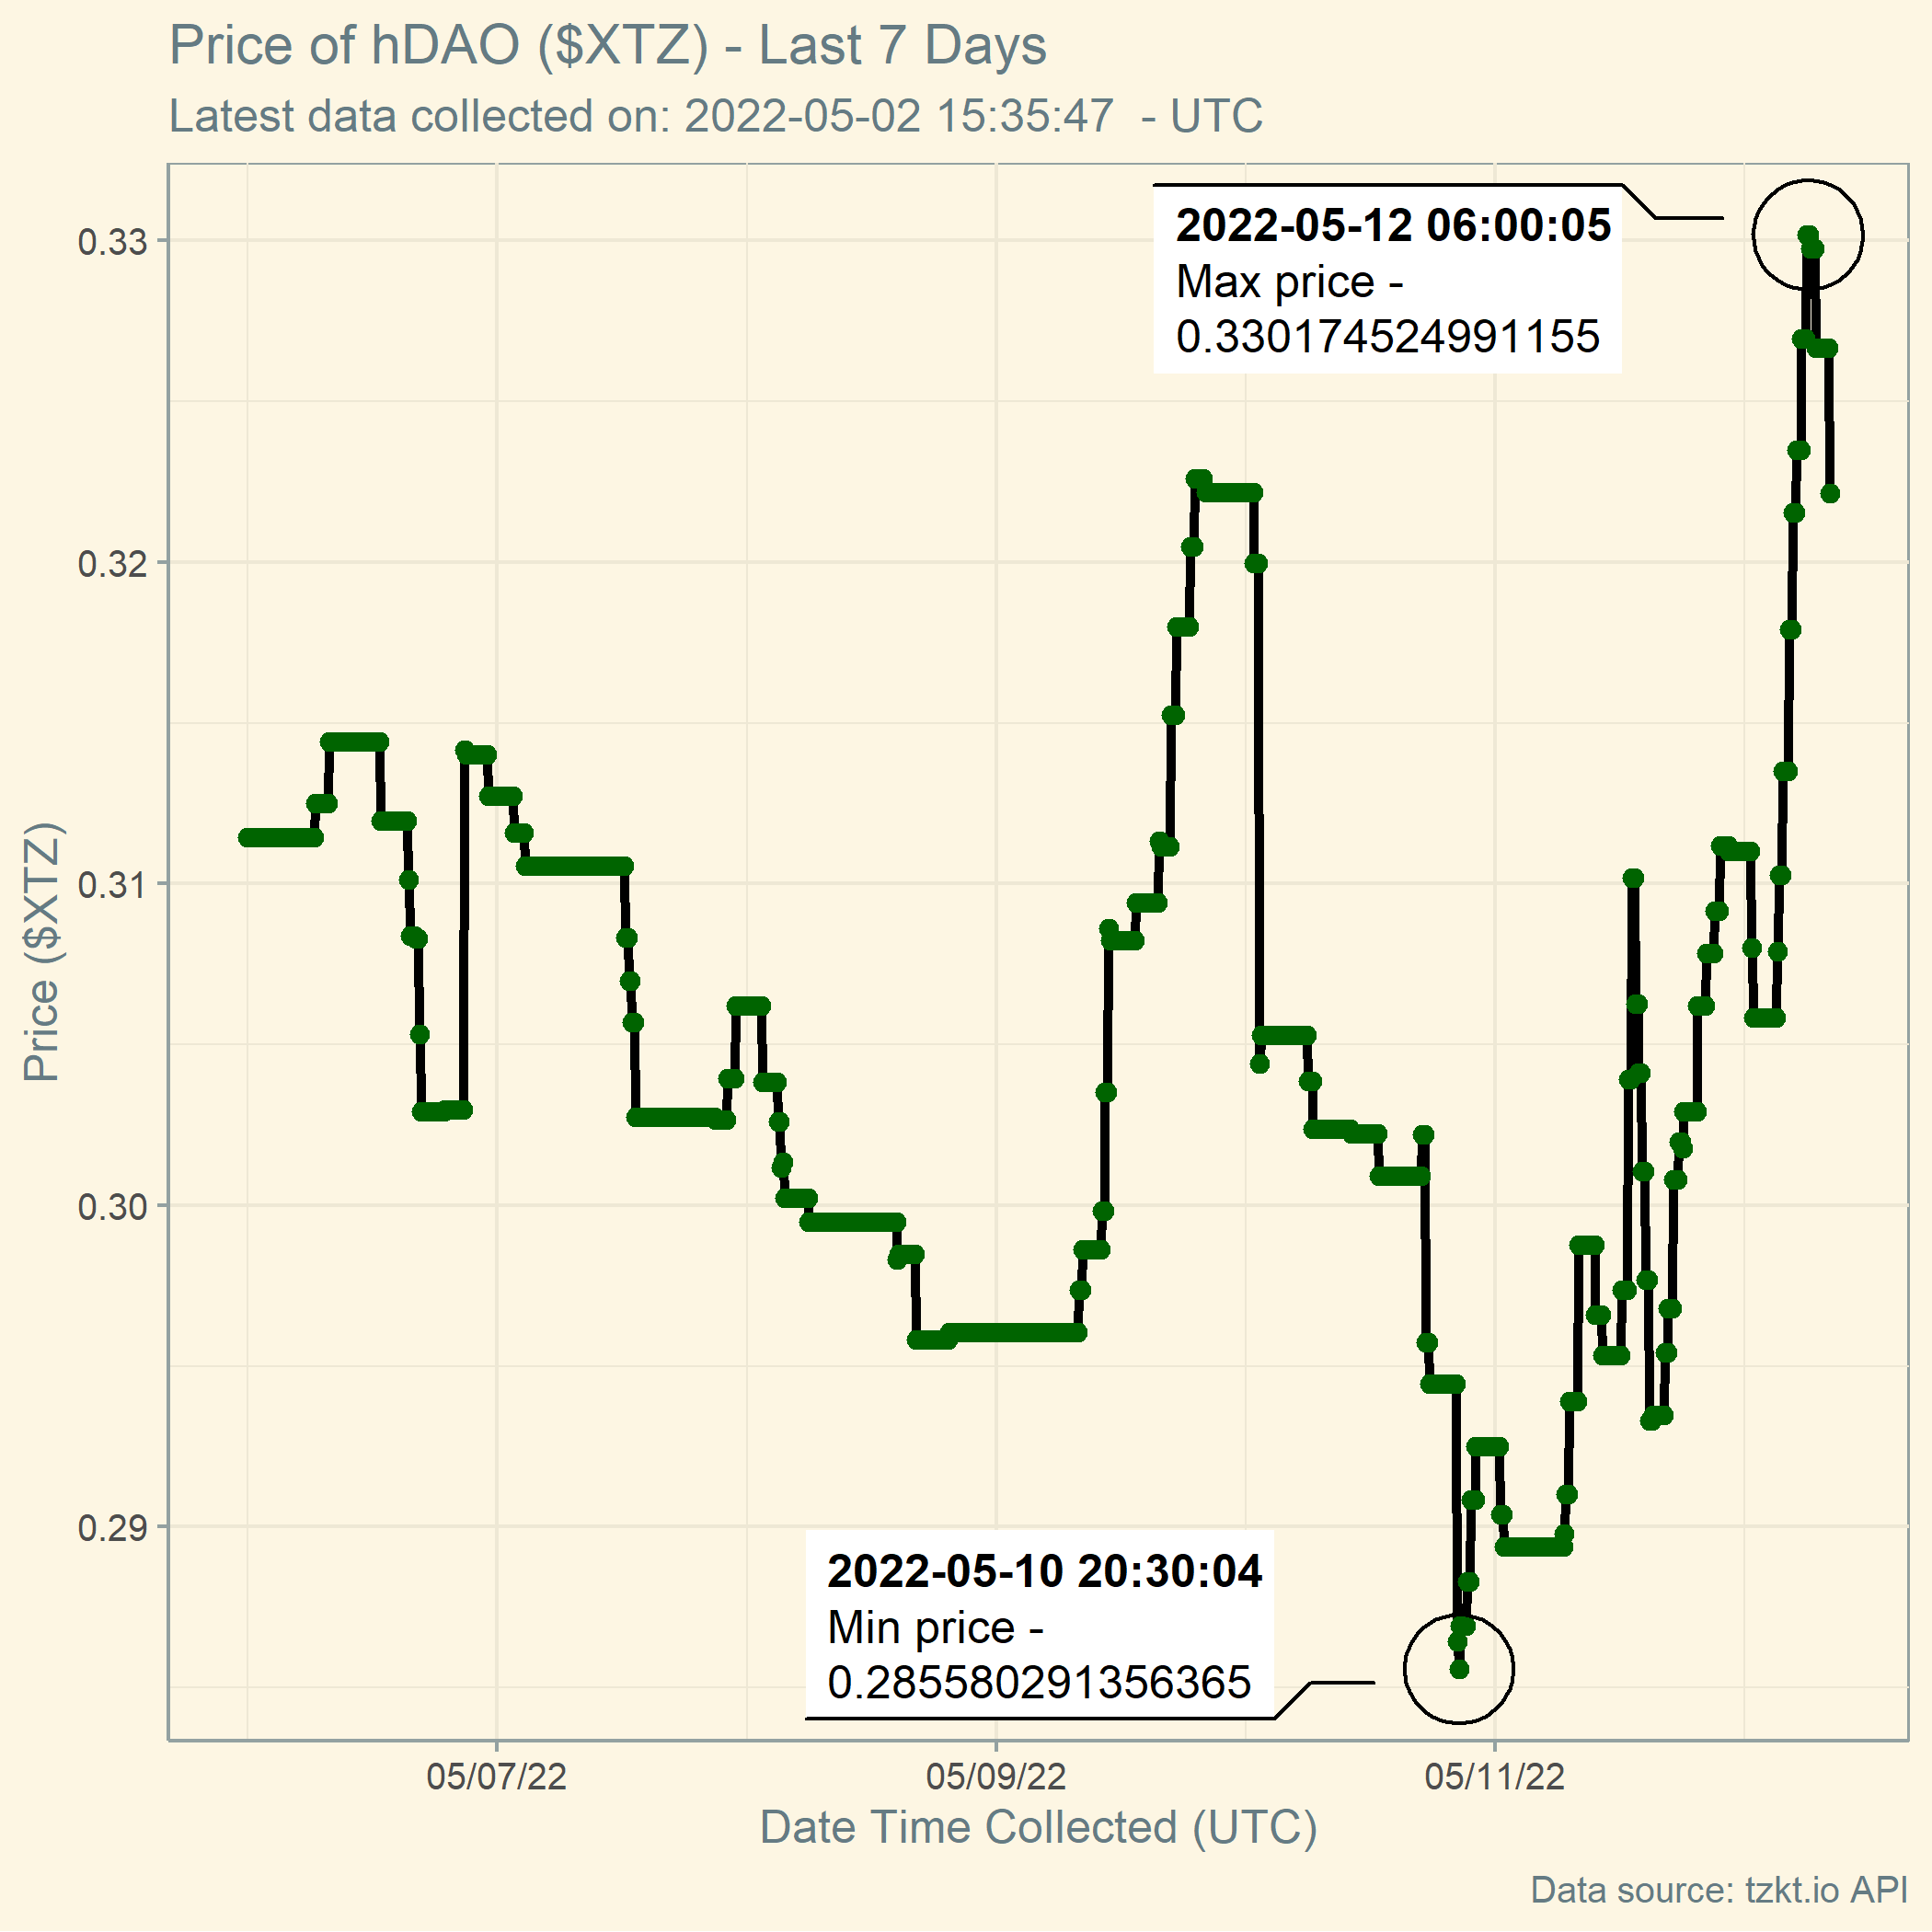 Price of hDAO ($XTZ) - Last 7 Days
Latest data collected on: 2022-05-02 15:35:47  - UTC
2022-05-12 06:00:05
Max price -
0.330174524991155
0.33
0.32
0.31
0.30
0.29
Price ($XTZ)
2022-05-10 20:30:04
Min price -
0.285580291356365
05/07/22
05/09/22
05/11/22
Date Time Collected (UTC)
Data source: tzkt.io API